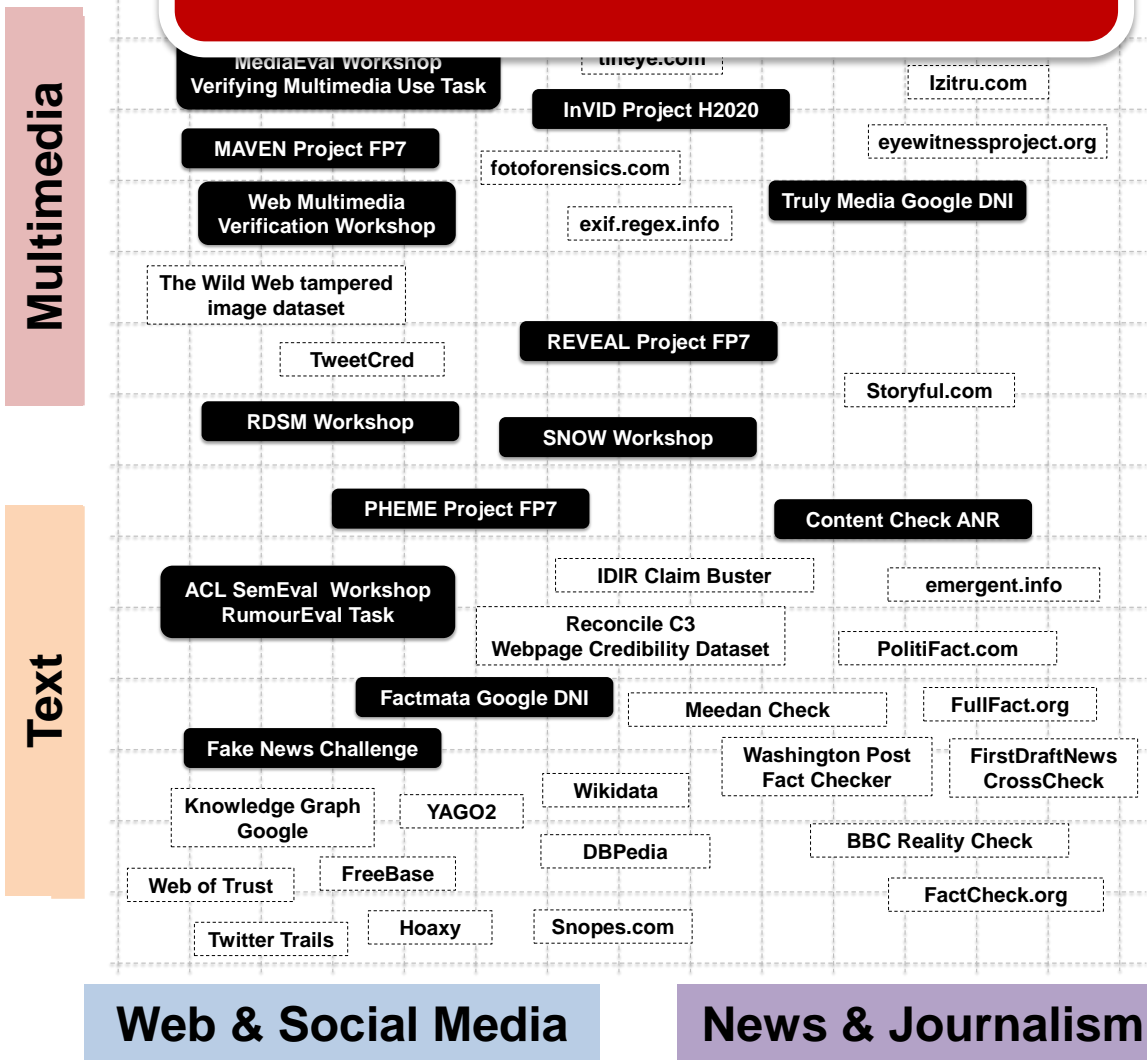 Multimedia
MediaEval Workshop
Verifying Multimedia Use Task
tineye.com
Izitru.com
InVID Project H2020
MAVEN Project FP7
eyewitnessproject.org
fotoforensics.com
Web Multimedia
Verification Workshop
Truly Media Google DNI
exif.regex.info
The Wild Web tampered
image dataset
REVEAL Project FP7
TweetCred
Storyful.com
RDSM Workshop
SNOW Workshop
Text
PHEME Project FP7
Content Check ANR
IDIR Claim Buster
emergent.info
ACL SemEval  Workshop
RumourEval Task
Reconcile C3
Webpage Credibility Dataset
PolitiFact.com
Factmata Google DNI
Meedan Check
FullFact.org
Fake News Challenge
Washington Post
Fact Checker
FirstDraftNews
CrossCheck
Knowledge Graph
Google
YAGO2
Wikidata
BBC Reality Check
DBPedia
Web of Trust
FreeBase
FactCheck.org
Twitter Trails
Hoaxy
Snopes.com
Web & Social Media
News & Journalism